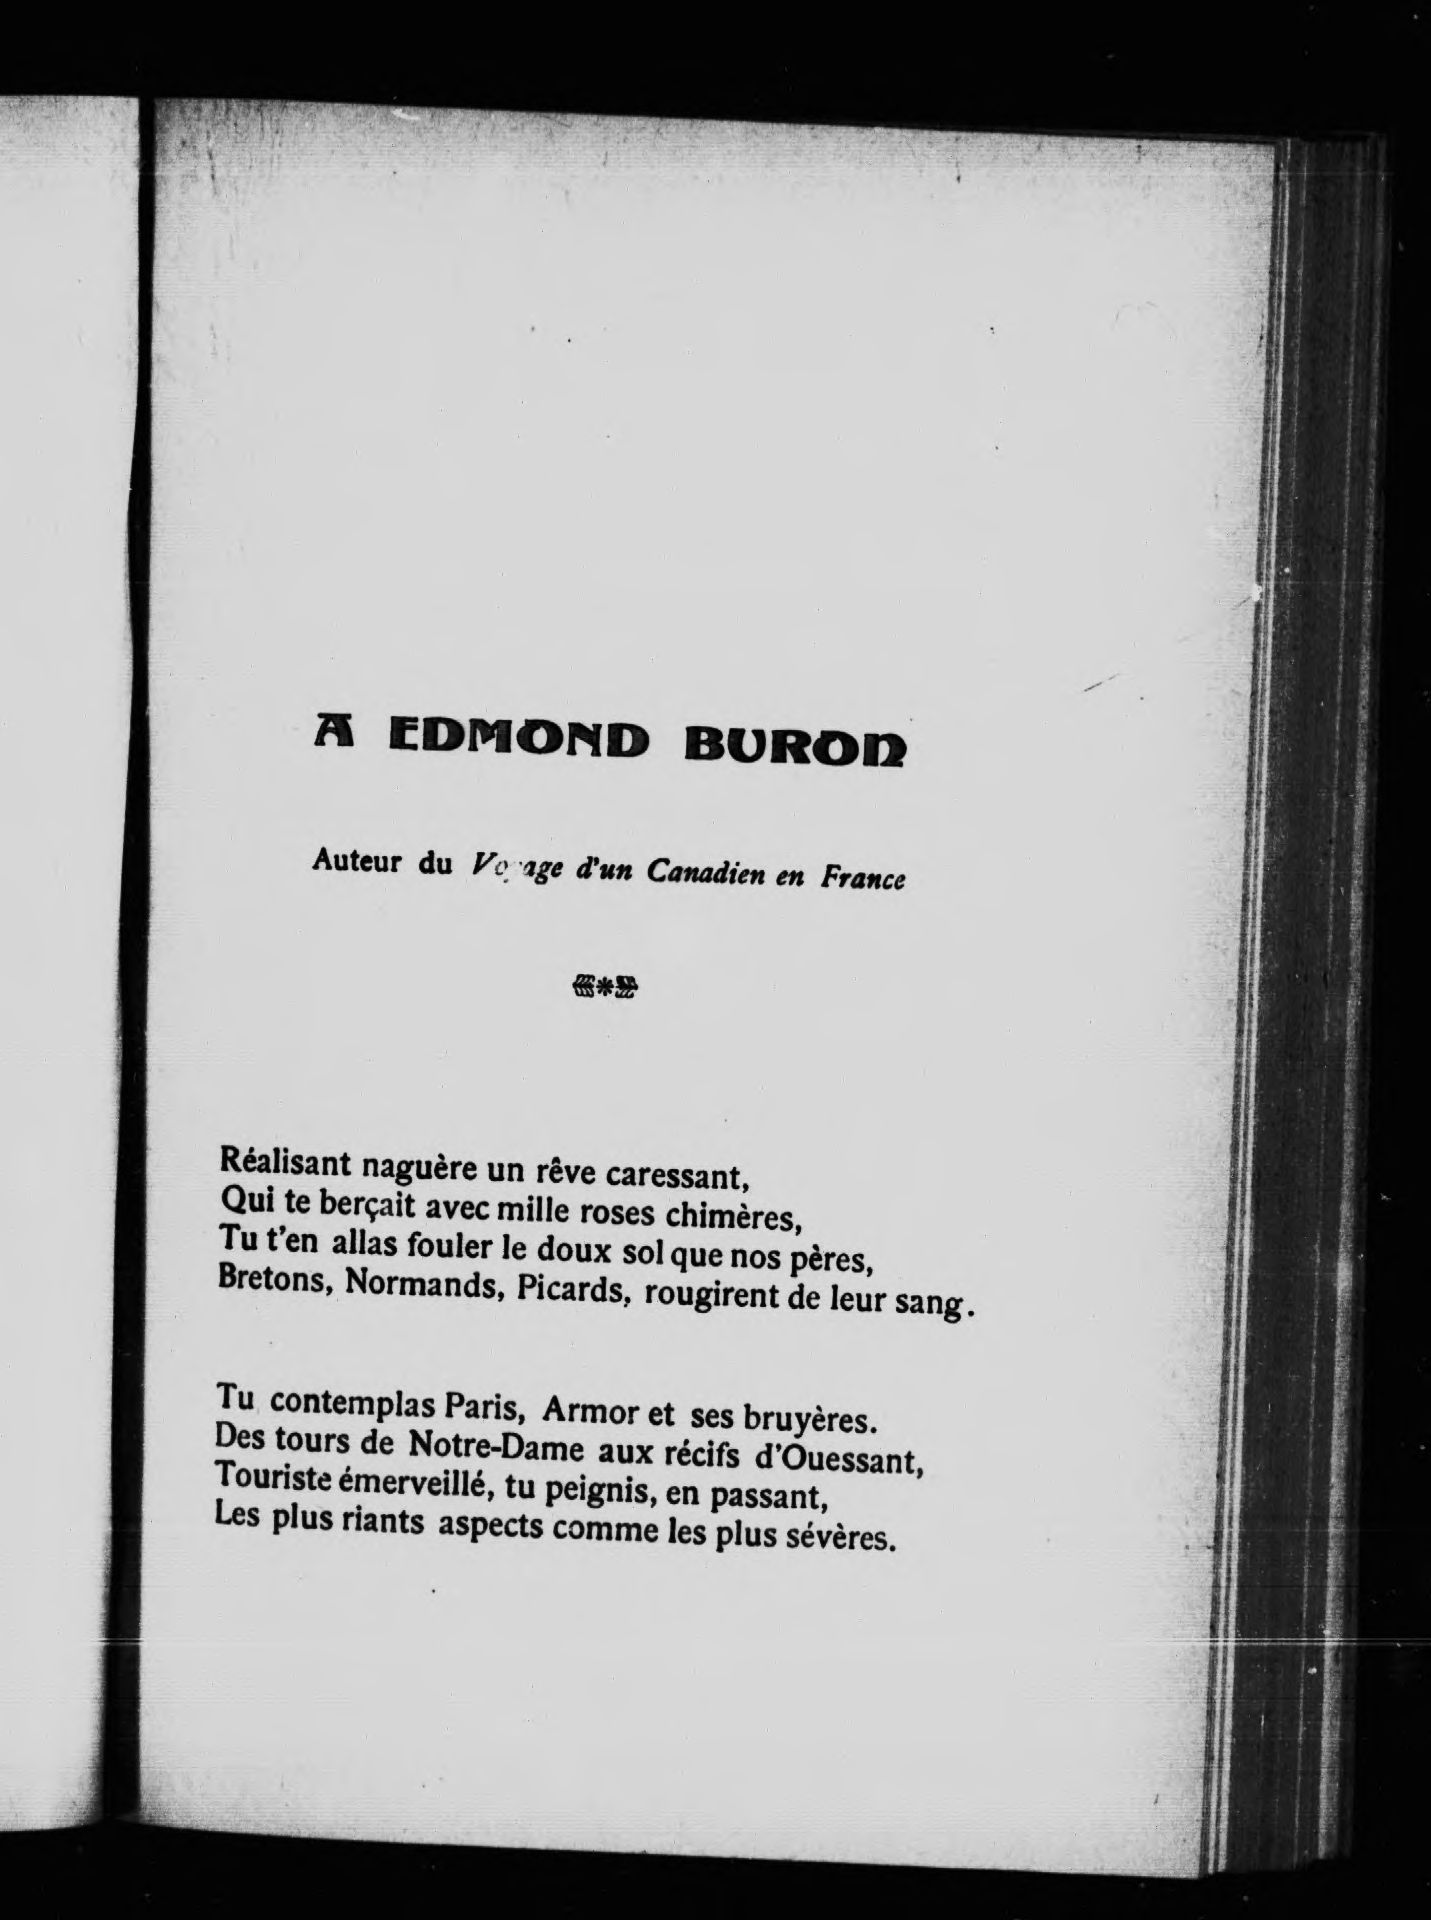 A EDMOND BURON
Auteur du Voyage d'un Canadien en France
Réalisant naguère un rêve caressant,
Qui te berçait avec mille roses chimères,
Tu t'en allas fouler le doux sol que nos pères,
Bretons, Normands, Picards, rougirent de leur sang.
Tu contemplas Paris, Armor et ses bruyères.
Des tours de Notre-Dame aux récifs d'Ouessant,
Touriste émerveillé, tu peignis, en passant,
Les plus riants aspects comme les plus sévères.